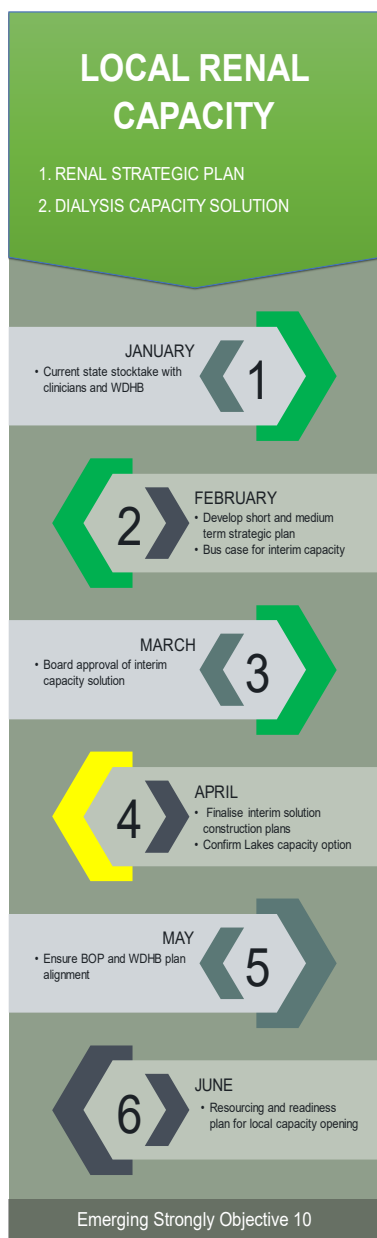 LOCAL RENAL
CAPACITY
1. RENAL STRATEGIC PLAN
2. DIALYSIS CAPACITY SOLUTION
JANUARY
• Current state stocktake with
clinicians and WDHB
1
2
FEBRUARY
• Develop short and medium
term strategic plan
• Bus case for interim capacity
MARCH
• Board approval of interim
capacity solution
3
4
APRIL
• Finalise interim solution
construction plans
• Confirm Lakes capacity option
MAY
• Ensure BOP and WDHB plan
alignment
5
6
JUNE
• Resourcing and readiness
plan for local capacity opening
Emerging Strongly Objective 10